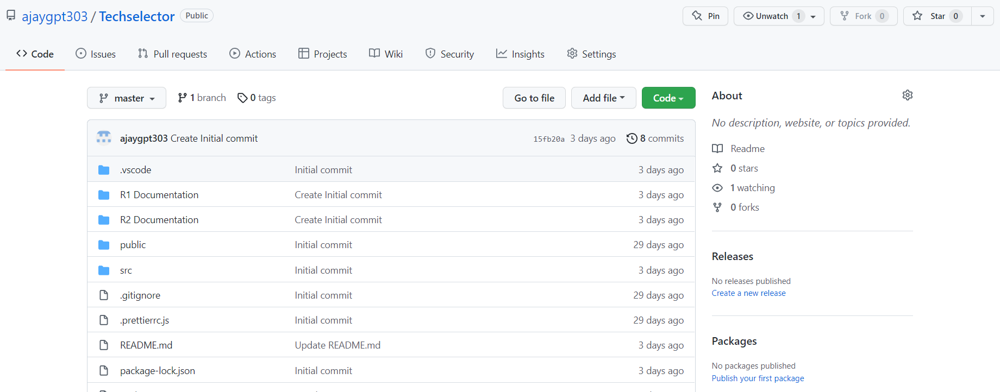 ajaygpt303 / Techselector Public Pin Unwatch 1 Fork 0 Star 0
Code Issues Pull requests Actions Projects Wiki Security Insights Settings
master 1 branch 0 tags Go to file Add file Code
ajaygpt303 Create Initial commit 15fb20a 3 days ago 8 commits
.vscode Initial commit 3 days ago
R1 Documentation Create Initial commit 3 days ago
R2 Documentation Create Initial commit 3 days ago
public Initial commit 29 days ago
src Initial commit 3 days ago
.gitignore Initial commit 29 days ago
.prettierrc.js Initial commit 29 days ago
README.md Update README.md 3 days ago
package-lock.json Initial commit 3 days ago
About
No description, website, or topics provided.
Readme
0 stars
1 watching
0 forks
Releases
No releases published
Create a new release
Packages
No packages published
Publish your first package